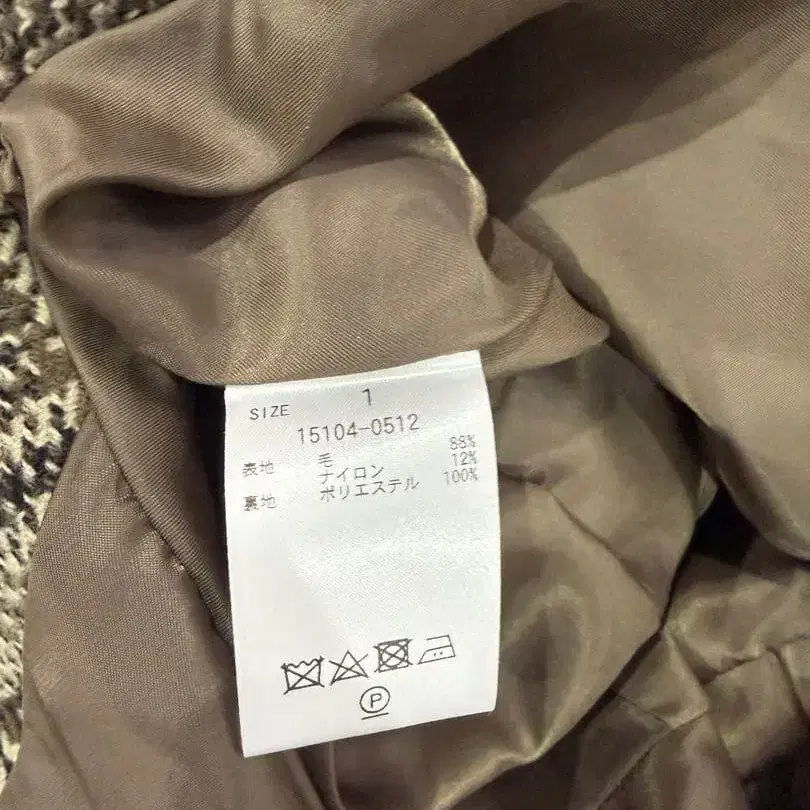 SIZE 1
15104-0512
表地 毛 88%
ナイロン 12%
裏地 ポリエステル 100%
P